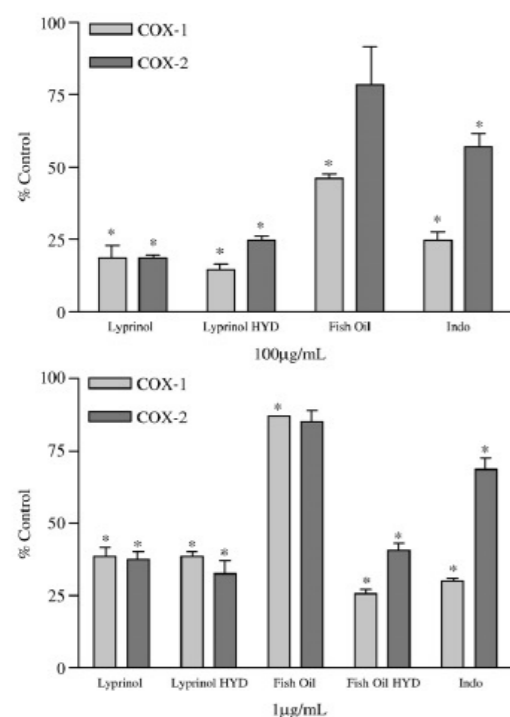 100
COX-1
COX-2
75
% Control
50
25
0
* * * * * * *
Lyprinol Lyprinol HYD Fish Oil Indo
100µg/mL
100
COX-1
COX-2
75
% Control
50
25
0
* * * * * * * * *
Lyprinol Lyprinol HYD Fish Oil Fish Oil HYD Indo
1µg/mL